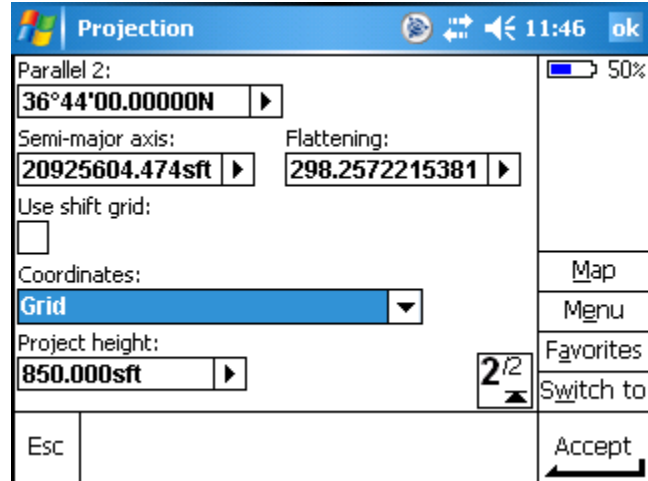 Projection 11:46 ok
Parallel 2:
50%
36°44'00.00000N
Semi-major axis: Flattening:
20925604.474sft 298.2572215381
Use shift grid:
Coordinates:
Map
Grid
Menu
Project height:
Favorites
850.000sft
2/2
Switch to
Esc
Accept